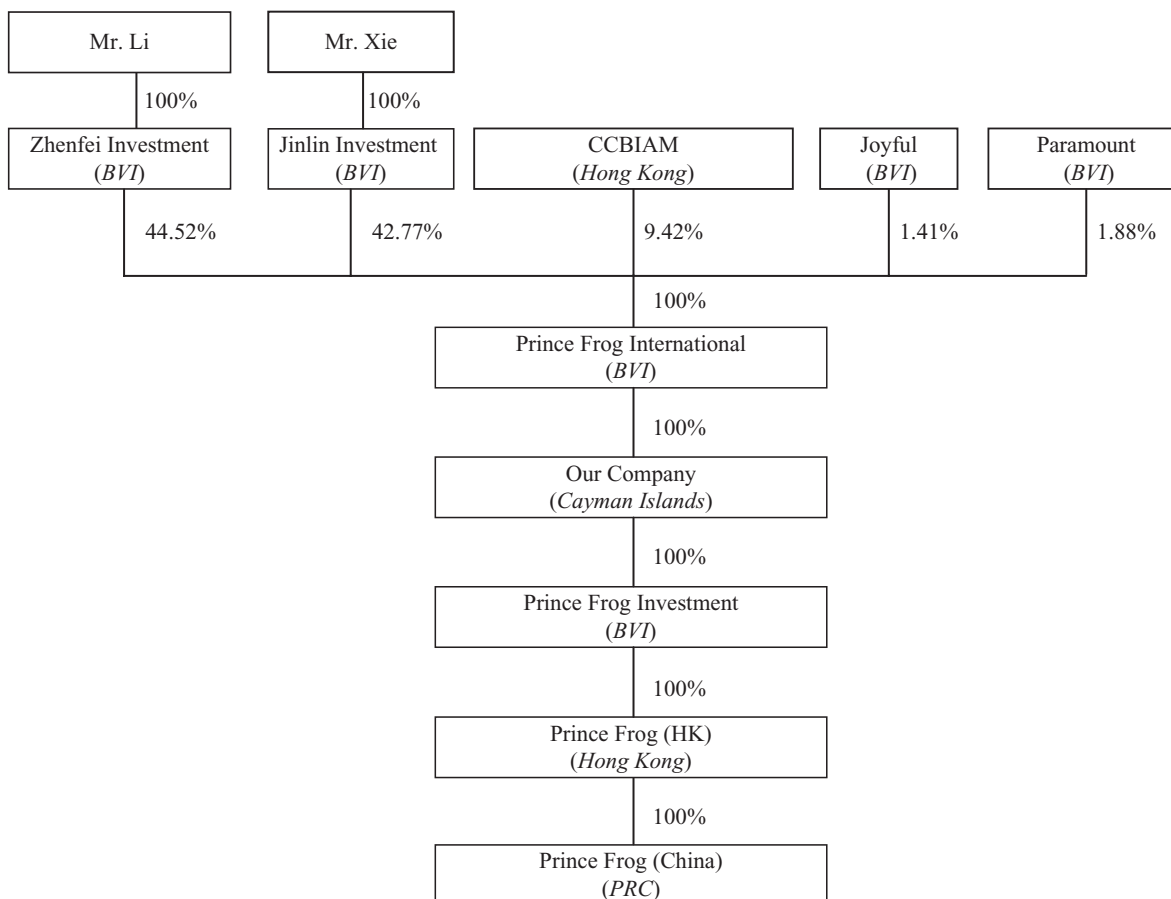 Mr. Li
Mr. Xie
100%
100%
Zhenfei Investment
(BVI)
Jinlin Investment
(BVI)
CCBIAM
(Hong Kong)
Joyful
(BVI)
Paramount
(BVI)
44.52%
42.77%
9.42%
1.41%
1.88%
100%
Prince Frog International
(BVI)
100%
Our Company
(Cayman Islands)
100%
Prince Frog Investment
(BVI)
100%
Prince Frog (HK)
(Hong Kong)
100%
Prince Frog (China)
(PRC)